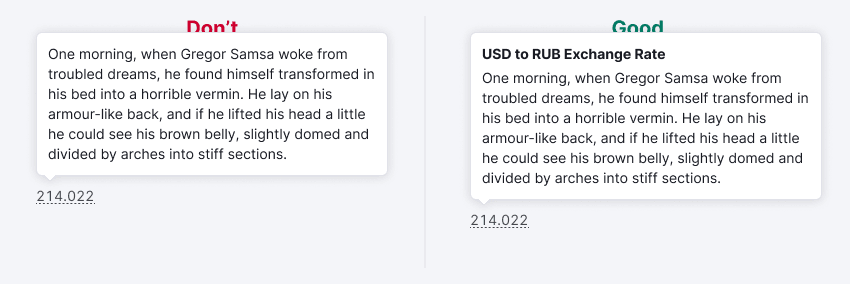 Don't
One morning, when Gregor Samsa woke from
troubled dreams, he found himself transformed in
his bed into a horrible vermin. He lay on his
armour-like back, and if he lifted his head a little
he could see his brown belly, slightly domed and
divided by arches into stiff sections.
214.022
Good
USD to RUB Exchange Rate
One morning, when Gregor Samsa woke from
troubled dreams, he found himself transformed in
his bed into a horrible vermin. He lay on his
armour-like back, and if he lifted his head a little
he could see his brown belly, slightly domed and
divided by arches into stiff sections.
214.022